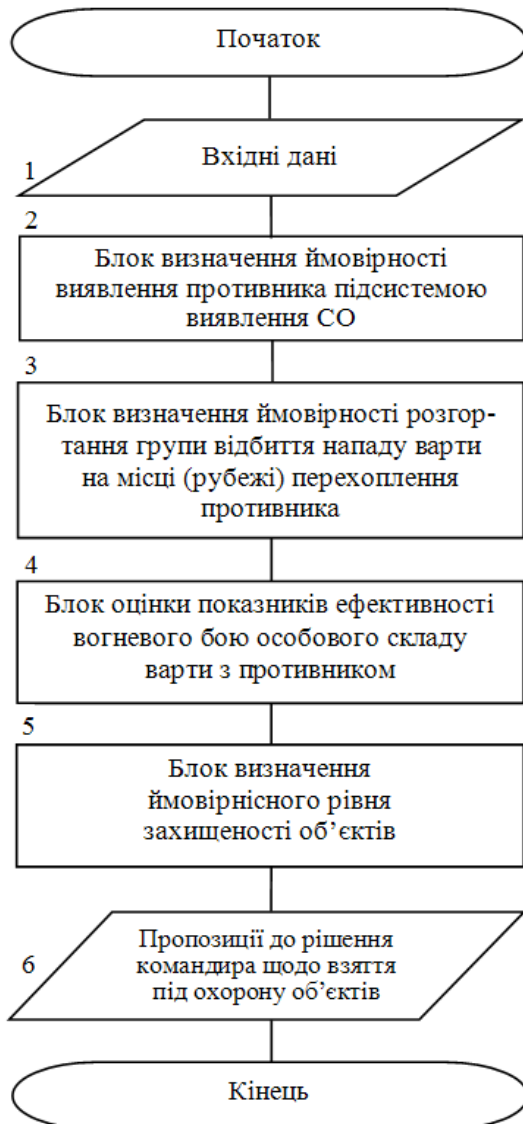 Початок
1
Вхідні дані
2
Блок визначення ймовірності
виявлення противника підсистемою
виявлення СО
3
Блок визначення ймовірності розгор-
тання групи відбиття нападу варти
на місці (рубежі) перехоплення
противника
4
Блок оцінки показників ефективності
вогневого бою особового складу
варти з противником
5
Блок визначення
ймовірнісного рівня
захищеності об’єктів
6
Пропозиції до рішення
командира щодо взяття
під охорону об’єктів
Кінець